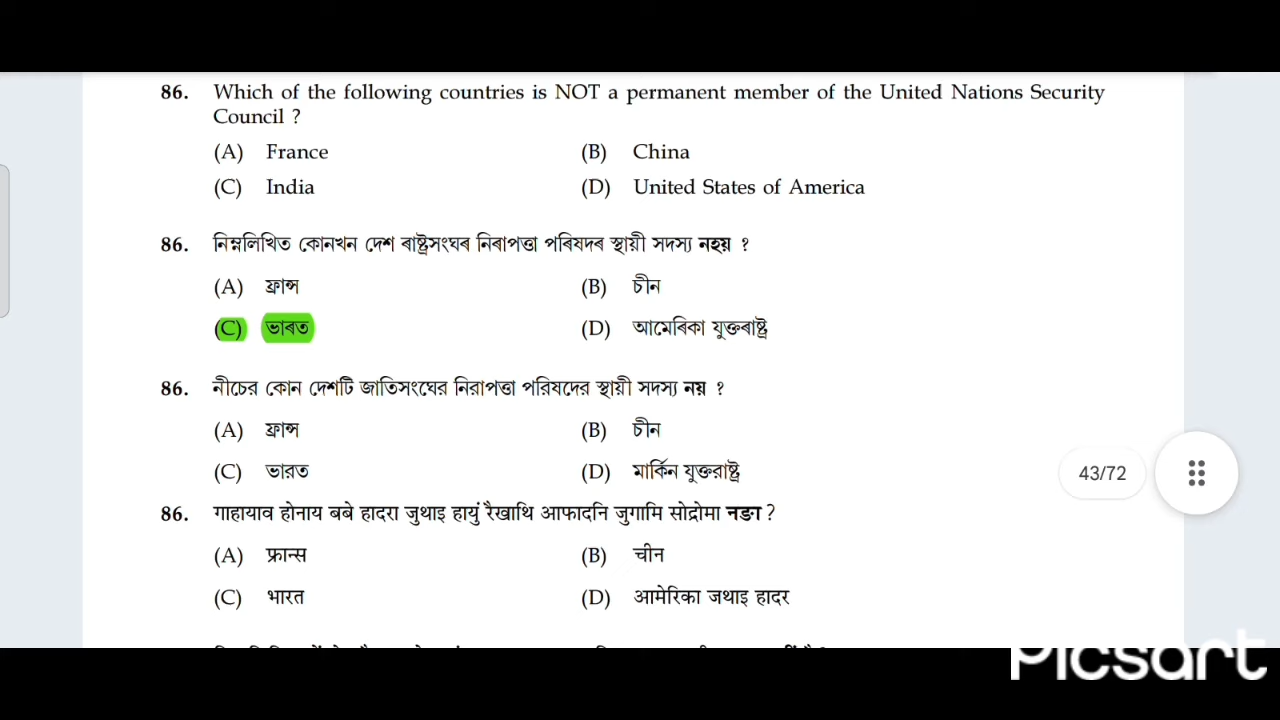 86. Which of the following countries is NOT a permanent member of the United Nations Security
Council ?
(A) France (B) China
(C) India (D) United States of America
86. নিম্নলিখিত কোনখন দেশ ৰাষ্ট্ৰসংঘৰ নিৰাপত্তা পৰিষদৰ স্থায়ী সদস্য নহয় ?
(A) ফ্ৰান্স (B) চীন
(C) ভাৰত (D) আমেৰিকা যুক্তৰাষ্ট্ৰ
86. নীচের কোন দেশটি জাতিসংঘের নিরাপত্তা পরিষদের স্থায়ী সদস্য নয় ?
(A) ফ্রান্স (B) চীন
(C) ভারত (D) মার্কিন যুক্তরাষ্ট্র
43/72
86. गाहायाव होनाय बबे हादरा जुथाइ हायुं रैखाथि आफादनि जुगामि सोद्रोमा नङा ?
(A) फ्रान्स (B) चीन
(C) भारत (D) आमेरिका जथाइ हादर
Picsart